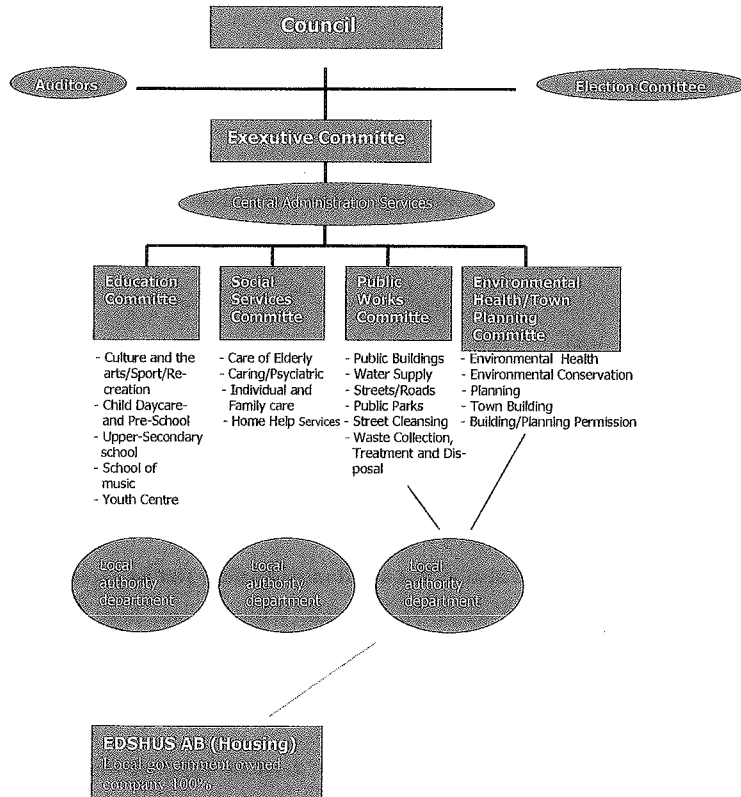 Council
Auditors
Election Comittee
Exexutive Committe
Central Administration Services
Education
Committe
- Culture and the
arts/Sport/Re-
creation
- Child Daycare-
and Pre-School
- Upper-Secondary
school
- School of
music
- Youth Centre
Social
Services
Committe
- Care of Elderly
- Caring/Psyciatric
- Individual and
Family care
- Home Help Services
Public
Works
Committe
- Public Buildings
- Water Supply
- Streets/Roads
- Public Parks
- Street Cleansing
- Waste Collection,
Treatment and Dis-
posal
Environmental
Health/Town
Planning
Committe
- Environmental Health
- Environmental Conservation
- Planning
- Town Building
- Building/Planning Permission
Local
authority
department
Local
authority
department
Local
authority
department
EDSHUS AB (Housing)
Local government owned
company 100%